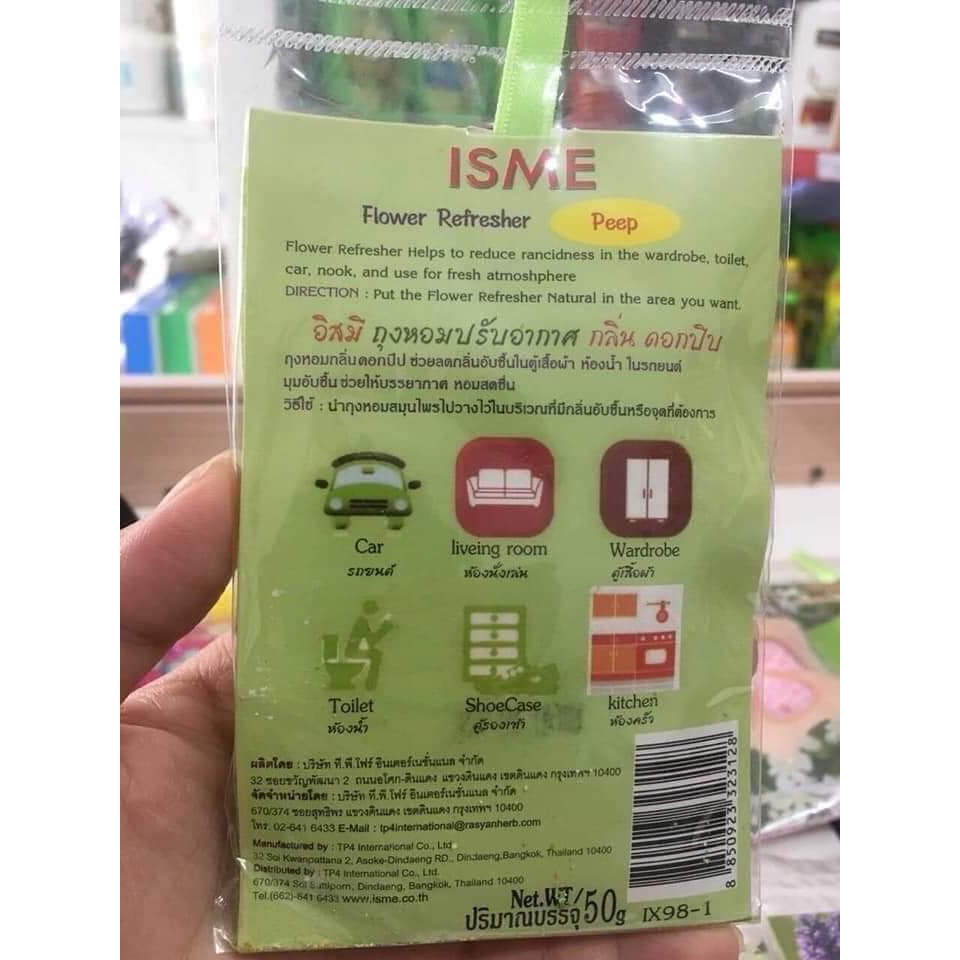 ISME
Flower Refresher Peep
Flower Refresher Helps to reduce rancidness in the wardrobe, toilet,
car, nook, and use for fresh atmoshphere
DIRECTION : Put the Flower Refresher Natural in the area you want.
อิสมี ถุงหอมปรับอากาศ กลิ่น ดอกปีบ
ถุงหอมกลิ่นดอกปีป ช่วยลดกลิ่นอับชื้นในตู้เสื้อผ้า ห้องน้ำ ในรถยนต์
มุมอับชื้น ช่วยให้บรรยากาศ หอมสดชื่น
วิธีใช้ : นำถุงหอมสมุนไพรไปวางไว้ในบริเวณที่มีกลิ่นอับชื้นหรือจุดที่ต้องการ
Car liveing room Wardrobe
รถยนต์ ห้องนั่งเล่น ตู้เสื้อผ้า
Toilet ShoeCase kitchen
ห้องน้ำ ตู้รองเท้า ห้องครัว
ผลิตโดย : บริษัท ที.พี.โฟร์ อินเตอร์เนชั่นแนล จำกัด
32 ซอยขวัญพัฒนา 2 ถนนอโศก-ดินแดง แขวงดินแดง เขตดินแดง กรุงเทพฯ 10400
จัดจำหน่ายโดย : บริษัท ที.พี.โฟร์ อินเตอร์เนชั่นแนล จำกัด
670/374 ซอยสุทธิพร แขวงดินแดง เขตดินแดง กรุงเทพฯ 10400
โทร. 02-641 6433 E-Mail : tp4international@rasyanherb.com
Manufactured by : TP4 International Co., Ltd
32 Soi Kwanpattana 2, Asoke-Dindaeng RD., Dindaeng,Bangkok, Thailand 10400
Distributed by : TP4 International Co., Ltd.
670/374 Soi Suttiporn, Dindaeng, Bangkok, Thailand 10400
Tel.(662)-641 6433 www.isme.co.th
8 850923 323128
Net.WT/
ปริมาณบรรจุ 50g IX98-1